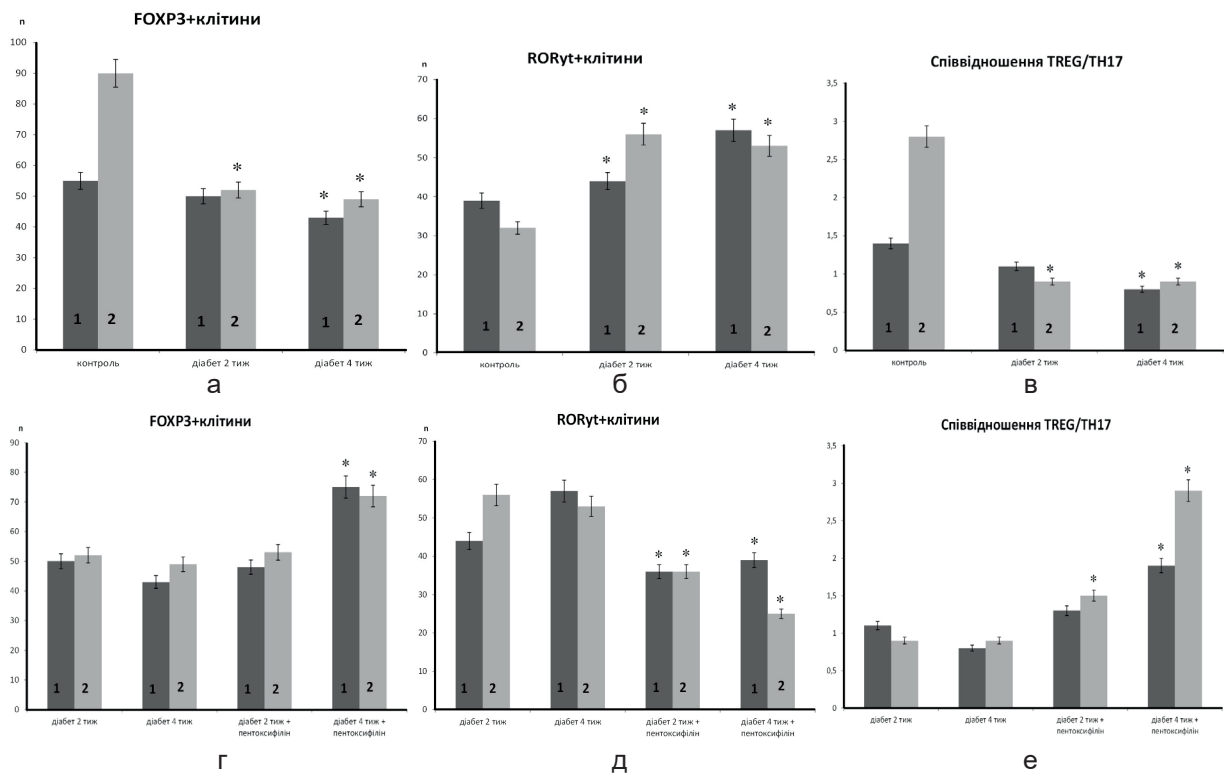 FOXP3+клітини
n
100
90
80
70
60
50
40
30
20
10
0
*
*
*
1 2 1 2 1 2
контроль діабет 2 тиж діабет 4 тиж
а
RORyt+клітини
n
70
60
50
40
30
20
10
0
*
*
*
*
1 2 1 2 1 2
контроль діабет 2 тиж діабет 4 тиж
б
Співвідношення TREG/TH17
3,5
3
2,5
2
1,5
1
0,5
0
*
*
*
1 2 1 2 1 2
контроль діабет 2 тиж діабет 4 тиж
в
FOXP3+клітини
n
90
80
70
60
50
40
30
20
10
0
*
*
1 2 1 2 1 2 1 2
діабет 2 тиж діабет 4 тиж діабет 2 тиж + діабет 4 тиж +
пентоксифілін пентоксифілін
г
RORyt+клітини
n
70
60
50
40
30
20
10
0
*
*
*
*
1 2 1 2 1 2 1 2
діабет 2 тиж діабет 4 тиж діабет 2 тиж + діабет 4 тиж +
пентоксифілін пентоксифілін
д
Співвідношення TREG/TH17
3,5
3
2,5
2
1,5
1
0,5
0
*
*
*
діабет 2 тиж діабет 4 тиж діабет 2 тиж + діабет 4 тиж +
пентоксифілін пентоксифілін
е